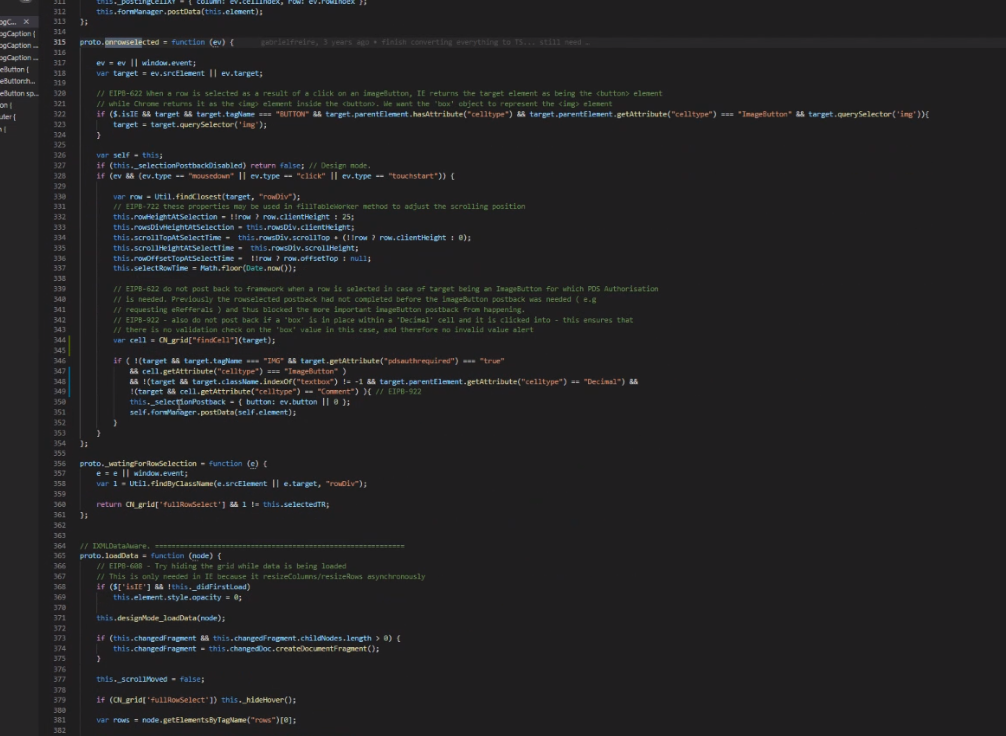 this._postingCellXY = { column: ev.cellIndex, row: ev.rowIndex };
312 this.formManager.postData(this.element);
313 };
314
315 proto.onrowselected = function (ev) { gabrielfreire, 3 years ago • finish converting everything to TS... still need
316
317 ev = ev || window.event;
318 var target = ev.srcElement || ev.target;
319
320 // EIPB-622 When a row is selected as a result of a click on an imageButton, IE returns the target element as being the <button> element
321 // while Chrome returns it as the <img> element inside the <button>. We want the 'box' object to represent the <img> element
322 if ($.isIE && target && target.tagName === "BUTTON" && target.parentElement.hasAttribute("celltype") && target.parentElement.getAttribute("celltype") === "ImageButton" && target.querySelector('img')){
323 target = target.querySelector('img');
324 }
325
326 var self = this;
327 if (this._selectionPostbackDisabled) return false; // Design mode.
328 if (ev && (ev.type == "mousedown" || ev.type == "click" || ev.type == "touchstart")) {
329
330 var row = Util.findClosest(target, "rowDiv");
331 // EIPB-722 these properties may be used in fillTableWorker method to adjust the scrolling position
332 this.rowHeightAtSelection = !!row ? row.clientHeight : 25;
333 this.rowsDivHeightAtSelection = this.rowsDiv.clientHeight;
334 this.scrollTopAtSelectTime = this.rowsDiv.scrollTop + (!!row ? row.clientHeight : 0);
335 this.scrollHeightAtSelectTime = this.rowsDiv.scrollHeight;
336 this.rowOffsetTopAtSelectTime = !!row ? row.offsetTop : null;
337 this.selectRowTime = Math.floor(Date.now());
338
339 // EIPB-622 do not post back to framework when a row is selected in case of target being an ImageButton for which PDS Authorisation
340 // is needed. Previously the rowselected postback had not completed before the imageButton postback was needed ( e.g
341 // requesting eRefferals ) and thus blocked the more important imageButton postback from happening.
342 // EIPB-922 - also do not post back if a 'box' is in place within a 'Decimal' cell and it is clicked into - this ensures that
343 // there is no validation check on the 'box' value in this case, and therefore no invalid value alert
344 var cell = CN_grid["findCell"](target);
345
346 if ( !(target && target.tagName === "IMG" && target.getAttribute("pdsauthrequired") == "true"
347 && cell.getAttribute("celltype") === "ImageButton" )
348 && !(target && target.className.indexOf("textbox") != -1 && target.parentElement.getAttribute("celltype") == "Decimal") &&
349 !(target && cell.getAttribute("celltype") == "Comment") ){ // EIPB-922
350 this._selectionPostback = { button: ev.button || 0 };
351 self.formManager.postData(self.element);
352 }
353 }
354 };
355
356 proto._watingForRowSelection = function (e) {
357 e = e || window.event;
358 var l = Util.findByClassName(e.srcElement || e.target, "rowDiv");
359
360 return CN_grid['fullRowSelect'] && l != this.selectedTR;
361 };
362
363
364 // IXMLDataAware. ============================================================
365 proto.loadData = function (node) {
366 // EIPB-608 - Try hiding the grid while data is being loaded
367 // This is only needed in IE because it resizeColumns/resizeRows asynchronously
368 if ($['isIE'] && !this._didFirstLoad)
369 this.element.style.opacity = 0;
370
371 this.designMode_loadData(node);
372
373 if (this.changedFragment && this.changedFragment.childNodes.length > 0) {
374 this.changedFragment = this.changedDoc.createDocumentFragment();
375 }
376
377 this._scrollMoved = false;
378
379 if (CN_grid['fullRowSelect']) this._hideHover();
380
381 var rows = node.getElementsByTagName("rows")[0];
382